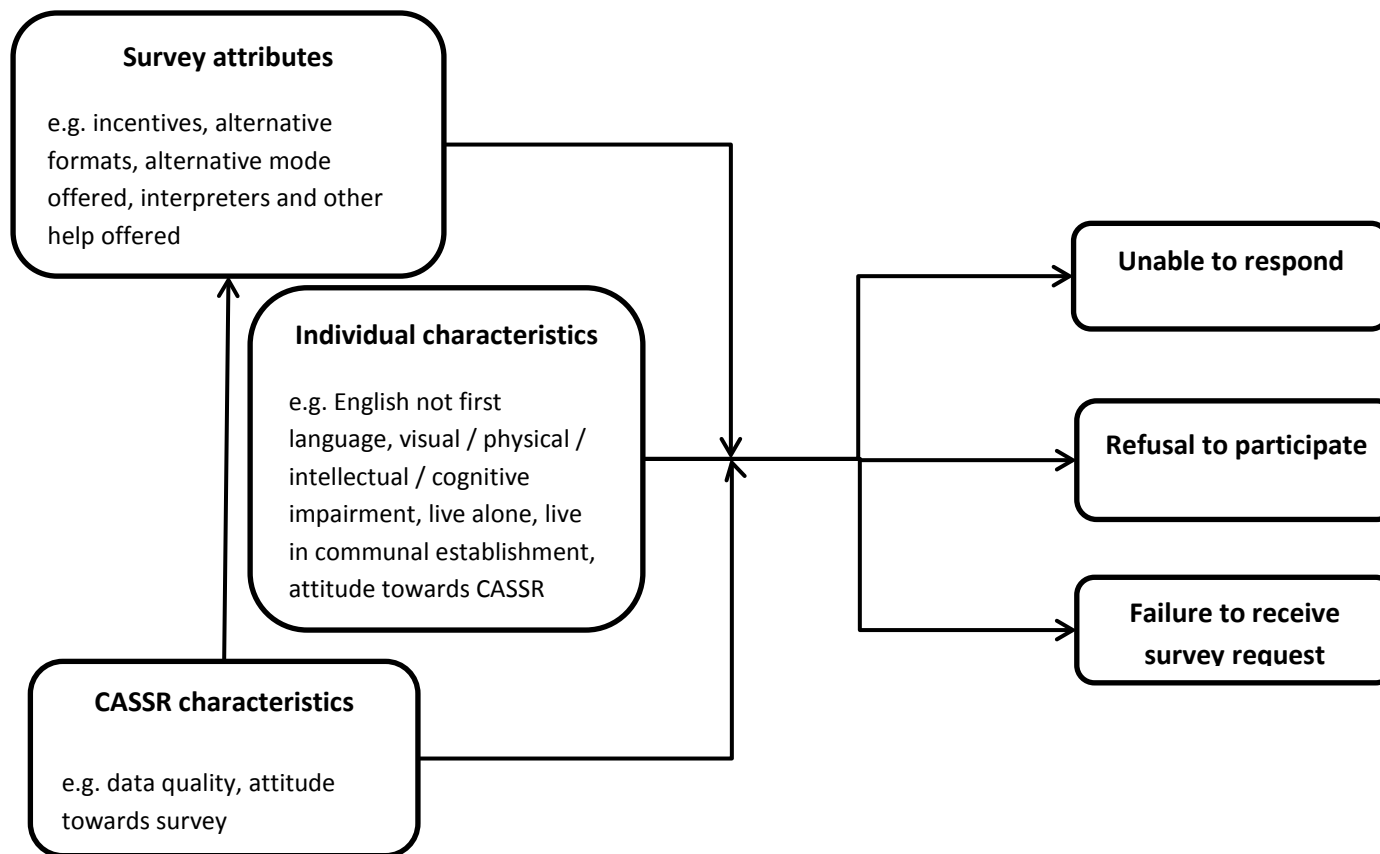 Survey attributes
e.g. incentives, alternative
formats, alternative mode
offered, interpreters and other
help offered
Individual characteristics
e.g. English not first
language, visual / physical /
intellectual / cognitive
impairment, live alone, live
in communal establishment,
attitude towards CASSR
CASSR characteristics
e.g. data quality, attitude
towards survey
Unable to respond
Refusal to participate
Failure to receive
survey request